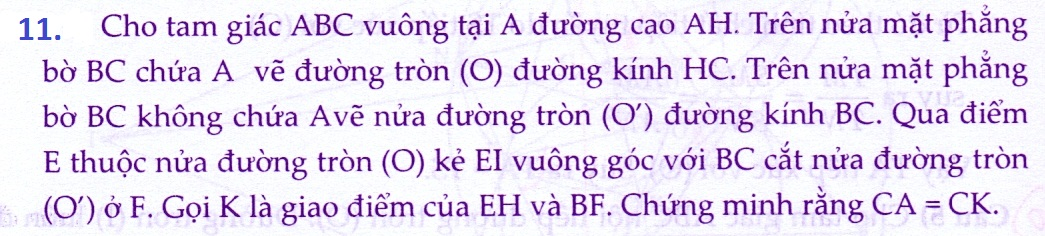 11. Cho tam giác ABC vuông tại A đường cao AH. Trên nửa mặt phẳng
bờ BC chứa A vẽ đường tròn (O) đường kính HC. Trên nửa mặt phẳng
bờ BC không chứa Avẽ nửa đường tròn (O′) đường kính BC. Qua điểm
E thuộc nửa đường tròn (O) kẻ EI vuông góc với BC cắt nửa đường tròn
(O′) ở F. Gọi K là giao điểm của EH và BF. Chứng minh rằng CA = CK.